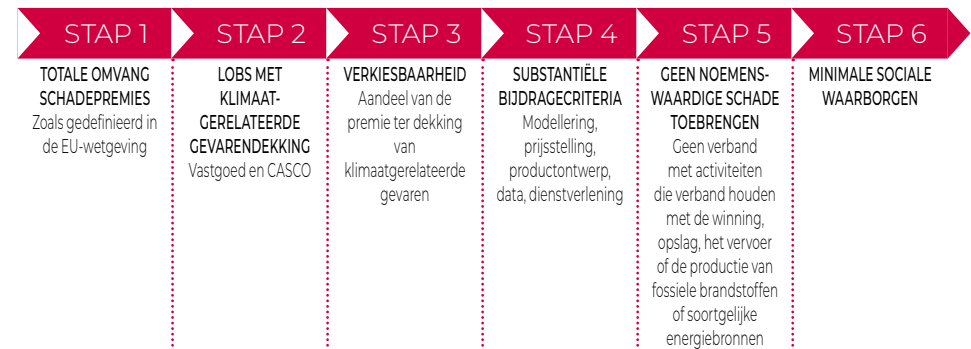 STAP 1
STAP 2
STAP 3
STAP 4
STAP 5
STAP 6
TOTALE OMVANG
SCHADEPREMIES
Zoals gedefinieerd in
de EU-wetgeving
LOBS MET
KLIMAAT-
GERELATEERDE
GEVARENDEKKING
Vastgoed en CASCO
VERKIESBAARHEID
Aandeel van de
premie ter dekking
van
klimaatgerelateerde
gevaren
SUBSTANTIËLE
BIJDRAGECRITERIA
Modellering,
prijsstelling,
productontwerp,
data, dienstverlening
GEEN NOEMENS-
WAARDIGE SCHADE
TOEBRENGEN
Geen verband
met activiteiten
die verband houden
met de winning,
opslag, het vervoer
of de productie van
fossiele brandstoffen
of soortgelijke
energiebronnen
MINIMALE SOCIALE
WAARBORGEN